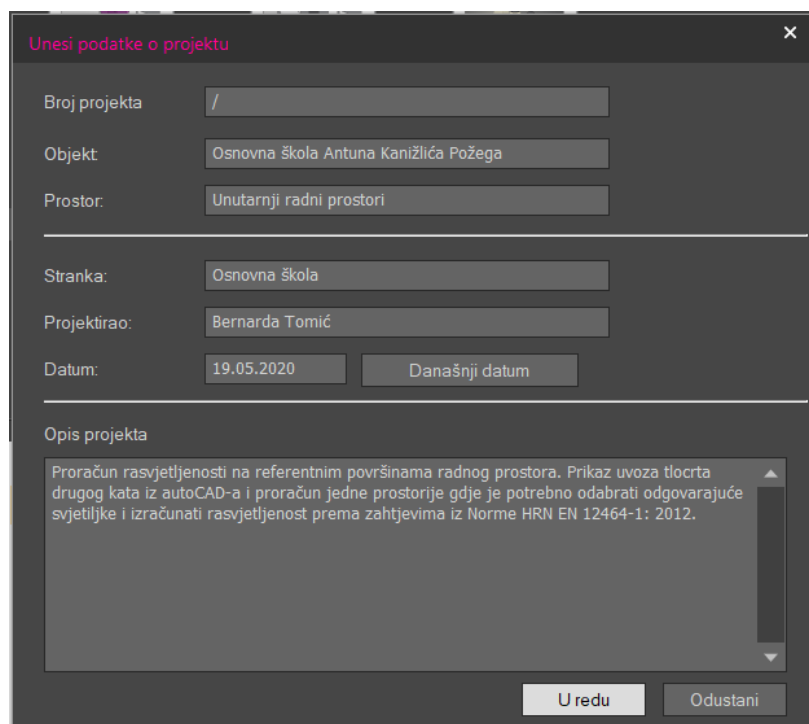 Unesi podatke o projektu
Broj projekta /
Objekt: Osnovna škola Antuna Kanižlića Požega
Prostor: Unutarnji radni prostori
Stranka: Osnovna škola
Projektirao: Bernarda Tomić
Datum: 19.05.2020 Današnji datum
Opis projekta
Proračun rasvjetljenosti na referentnim površinama radnog prostora. Prikaz uvoza tlocrta
drugog kata iz autoCAD-a i proračun jedne prostorije gdje je potrebno odabrati odgovarajuće
svjetiljke i izračunati rasvjetljenost prema zahtjevima iz Norme HRN EN 12464-1: 2012.
U redu Odustani